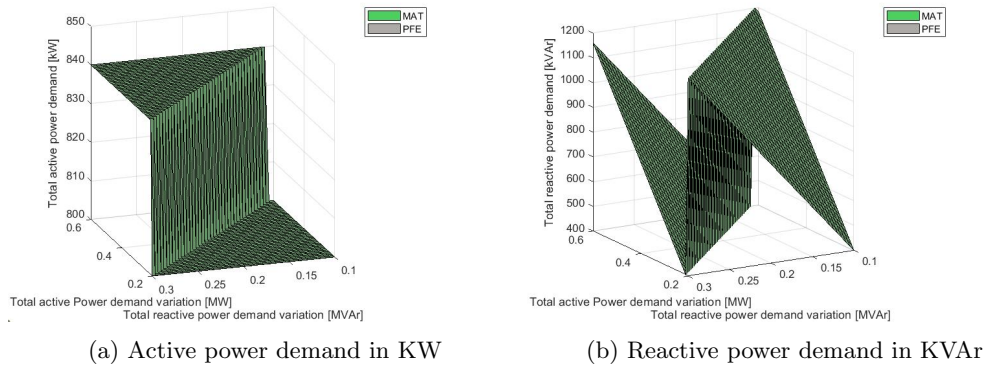 MAT
PFE
850
840
830
820
810
800
Total active power demand [kW]
0.6
0.4
0.2
0.3
0.25
0.2
0.15
0.1
Total active Power demand variation [MW]
Total reactive power demand variation [MVAr]
(a) Active power demand in KW
MAT
PFE
1200
1100
1000
900
800
700
600
500
400
Total reactive power demand [kVAr]
0.6
0.4
0.2
0.3
0.25
0.2
0.15
0.1
Total active Power demand variation [MW]
Total reactive power demand variation [MVAr]
(b) Reactive power demand in KVAr